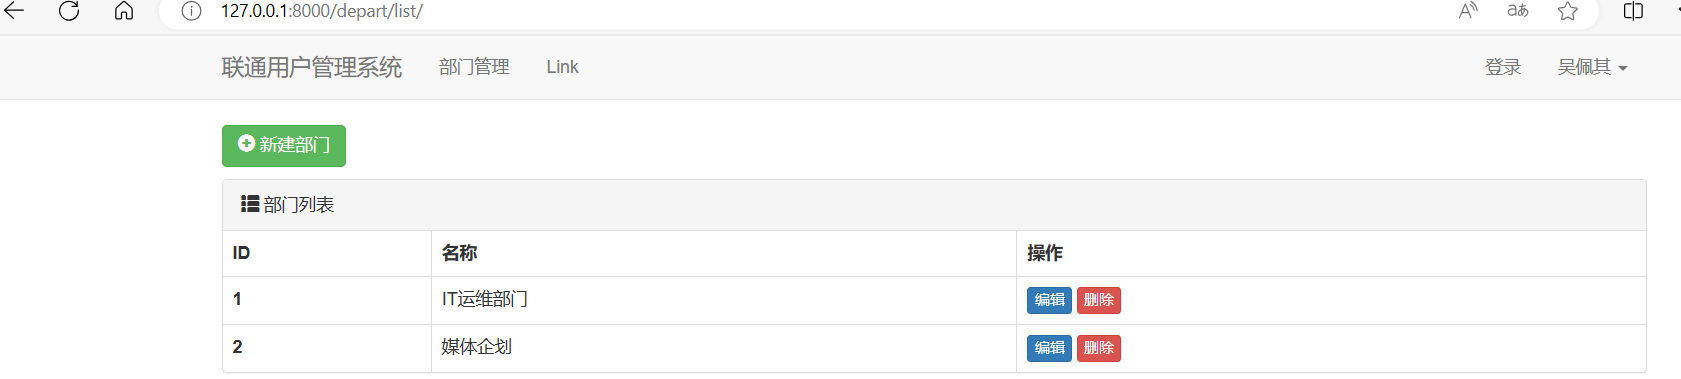 127.0.0.1:8000/depart/list/
联通用户管理系统 部门管理 Link 登录 吴佩其
新建部门
部门列表
ID 名称 操作
1 IT运维部门 编辑 删除
2 媒体企划 编辑 删除